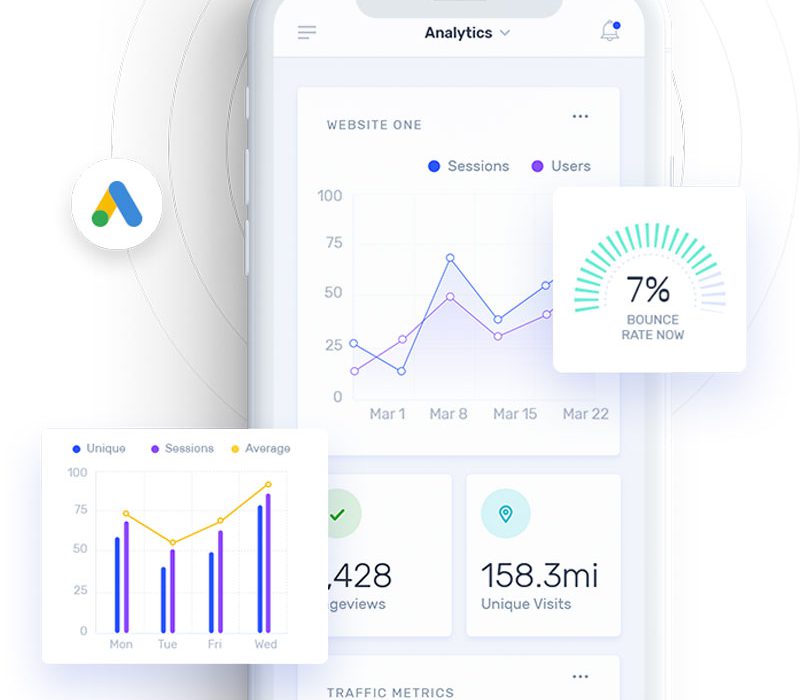 Analytics
WEBSITE ONE
Sessions Users
100
75
50
25
0
Mar 1 Mar 8 Mar 15 Mar 22
7%
BOUNCE
RATE NOW
Unique Sessions Average
100
75
50
25
0
Mon Tue Fri Wed
,428
geviews
158.3mi
Unique Visits
TRAFFIC METRICS